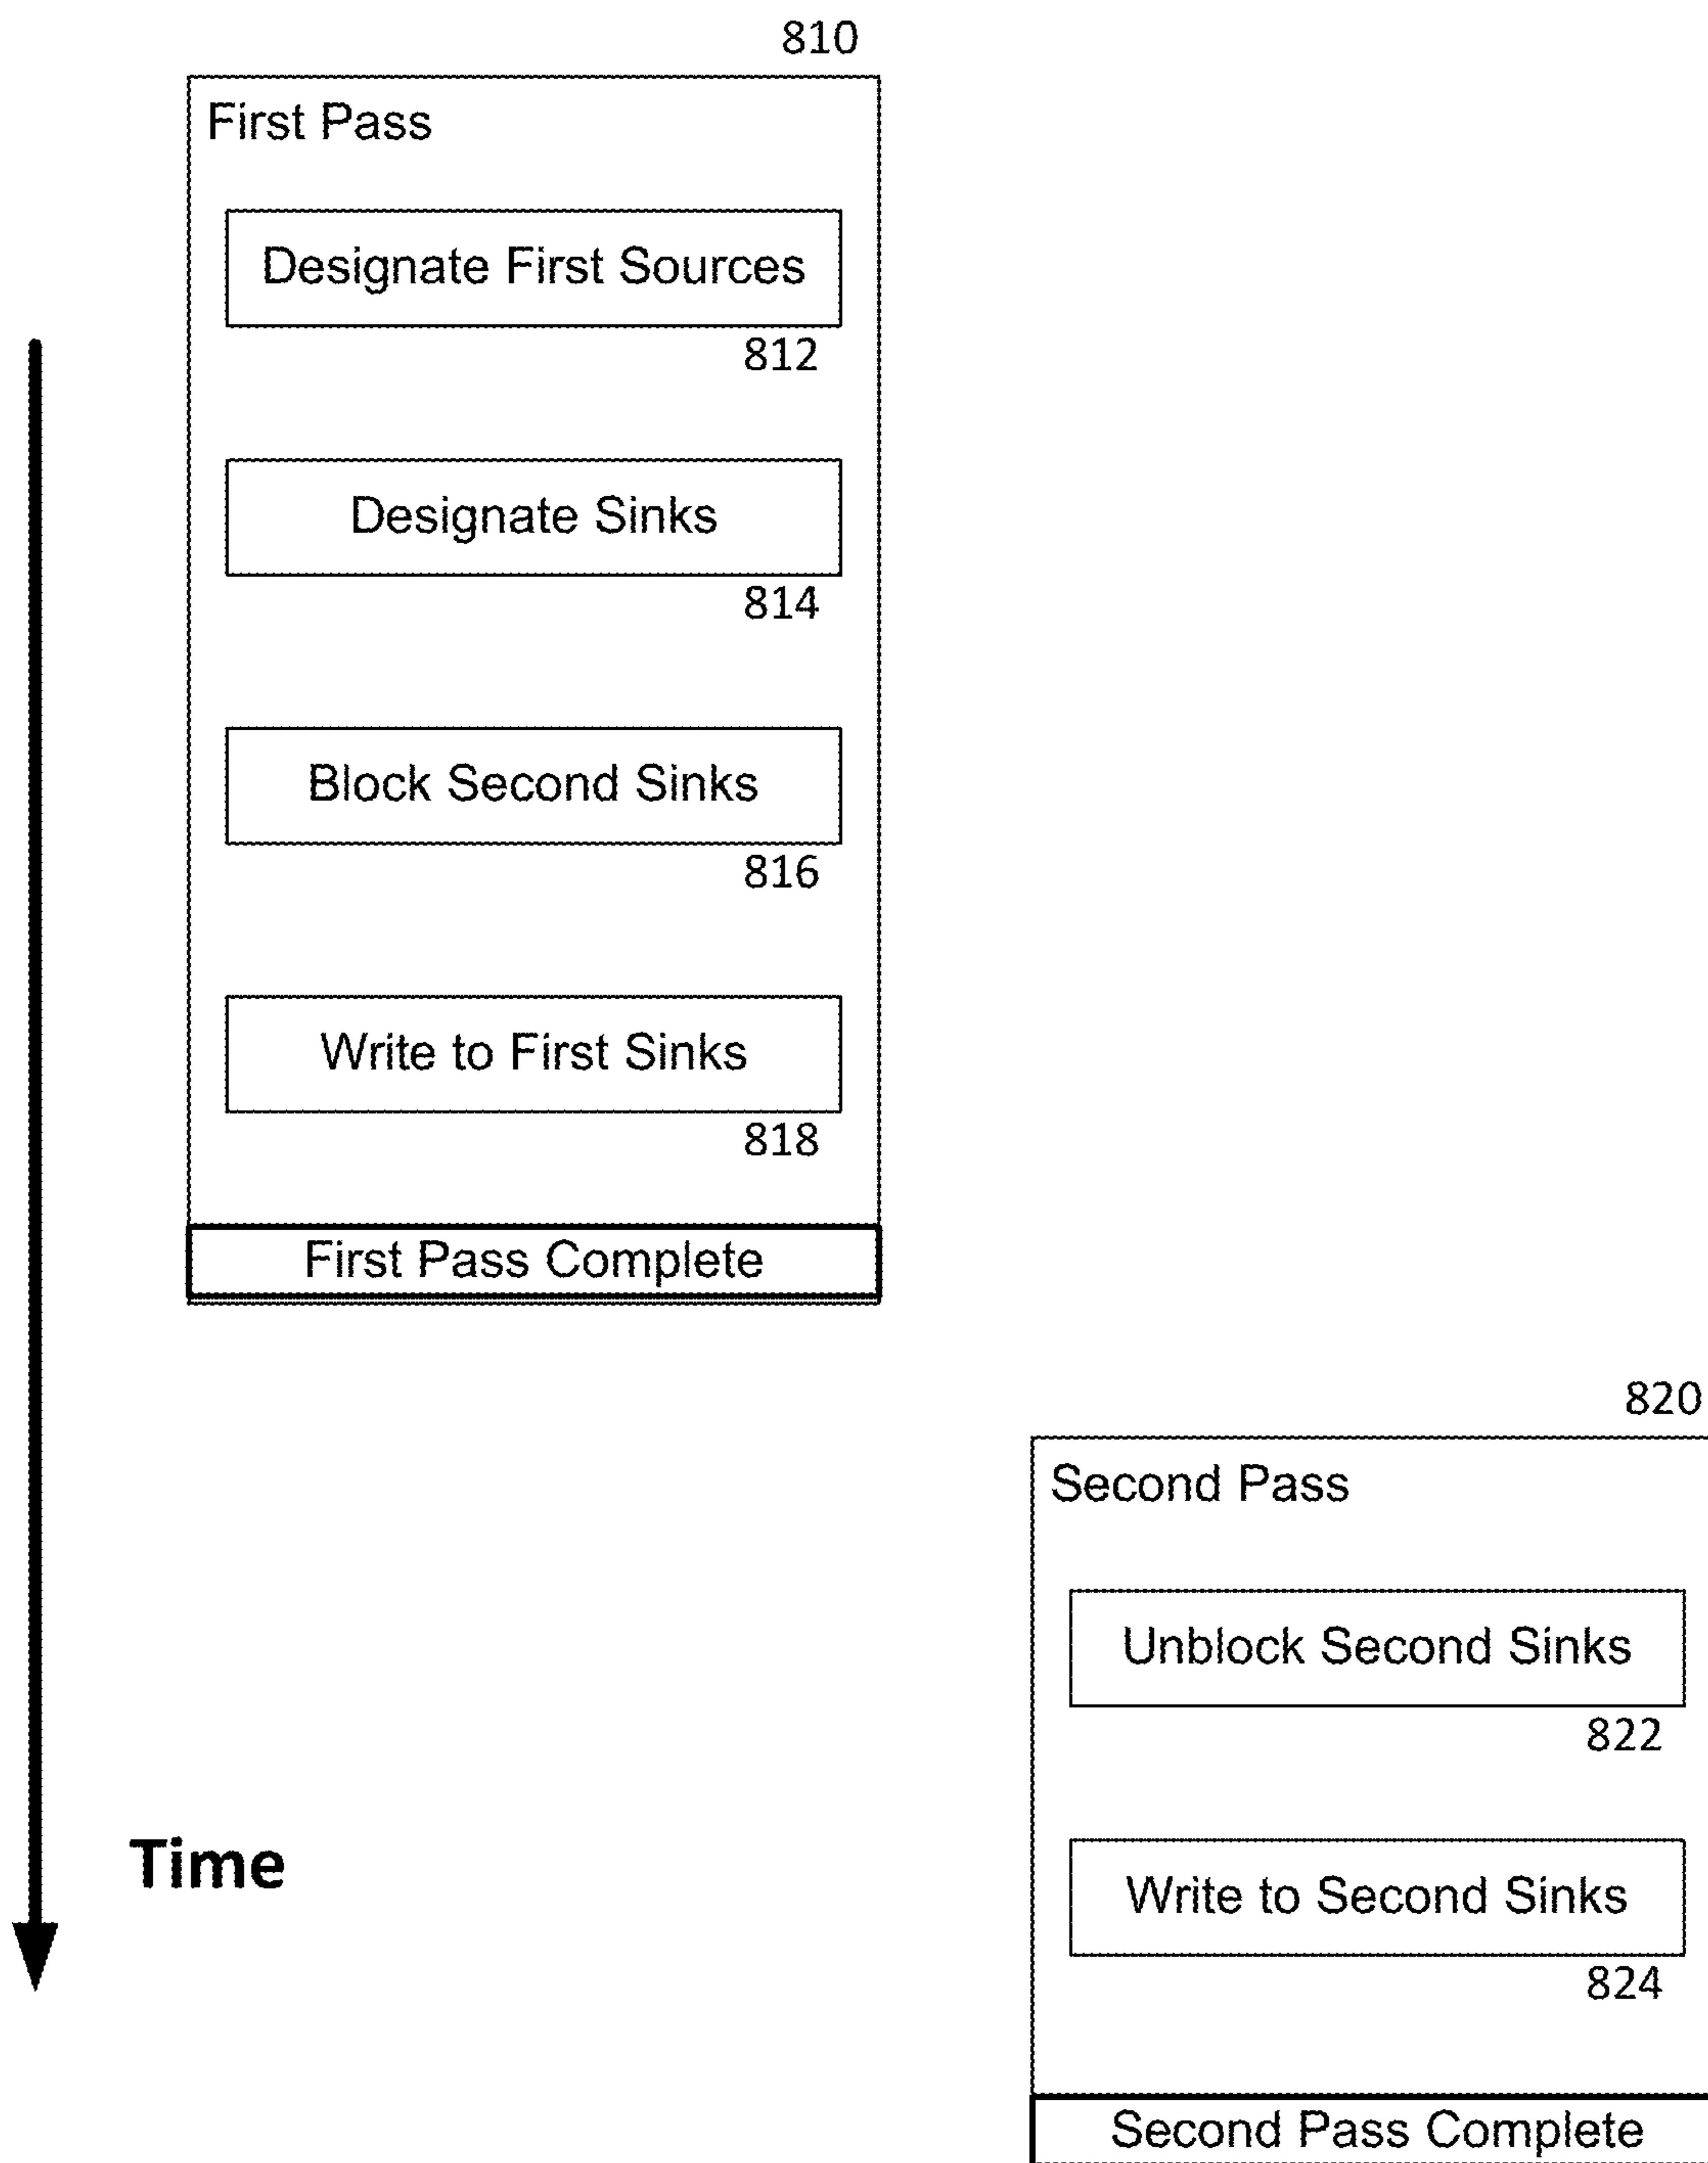 810
First Pass
Designate First Sources
812
Designate Sinks
814
Block Second Sinks
816
Write to First Sinks
818
First Pass Complete
820
Second Pass
Unblock Second Sinks
822
Time
Write to Second Sinks
824
Second Pass Complete